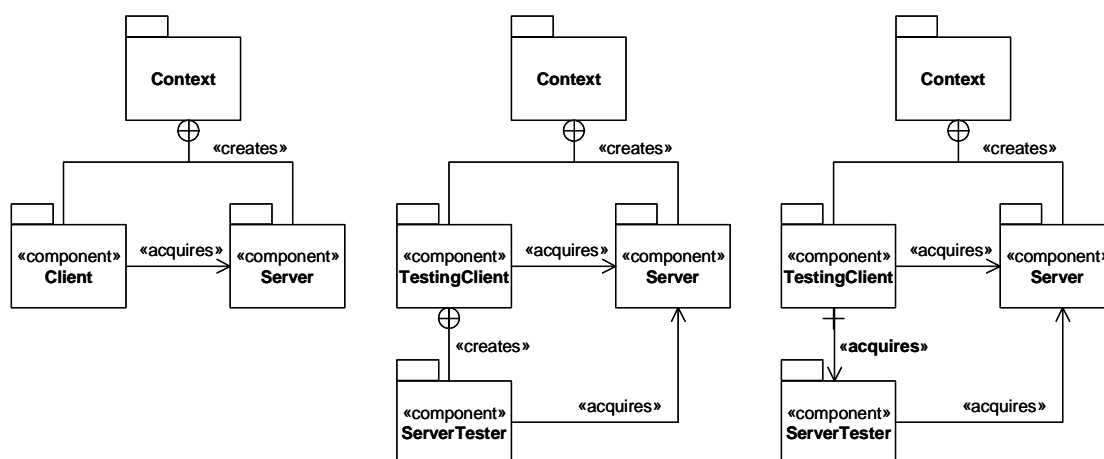 Context
«creates»
«component»
Client
«acquires»
«component»
Server
Context
«creates»
«component»
TestingClient
«acquires»
«component»
Server
«creates»
«component»
ServerTester
«acquires»
Context
«creates»
«component»
TestingClient
«acquires»
«component»
Server
«acquires»
«component»
ServerTester
«acquires»